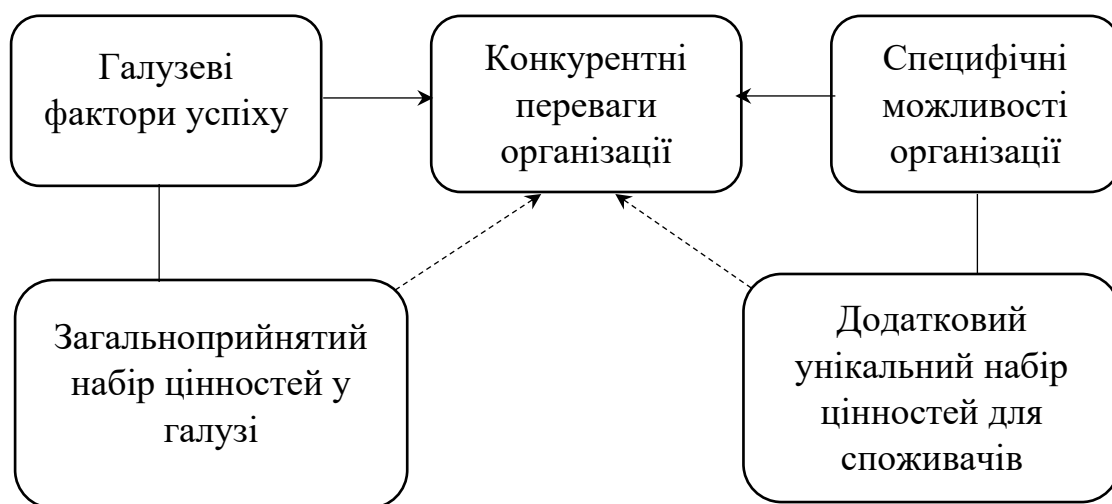 Галузеві
фактори успіху
Конкурентні
переваги
організації
Специфічні
можливості
організації
Загальноприйнятий
набір цінностей у
галузі
Додатковий
унікальний набір
цінностей для
споживачів